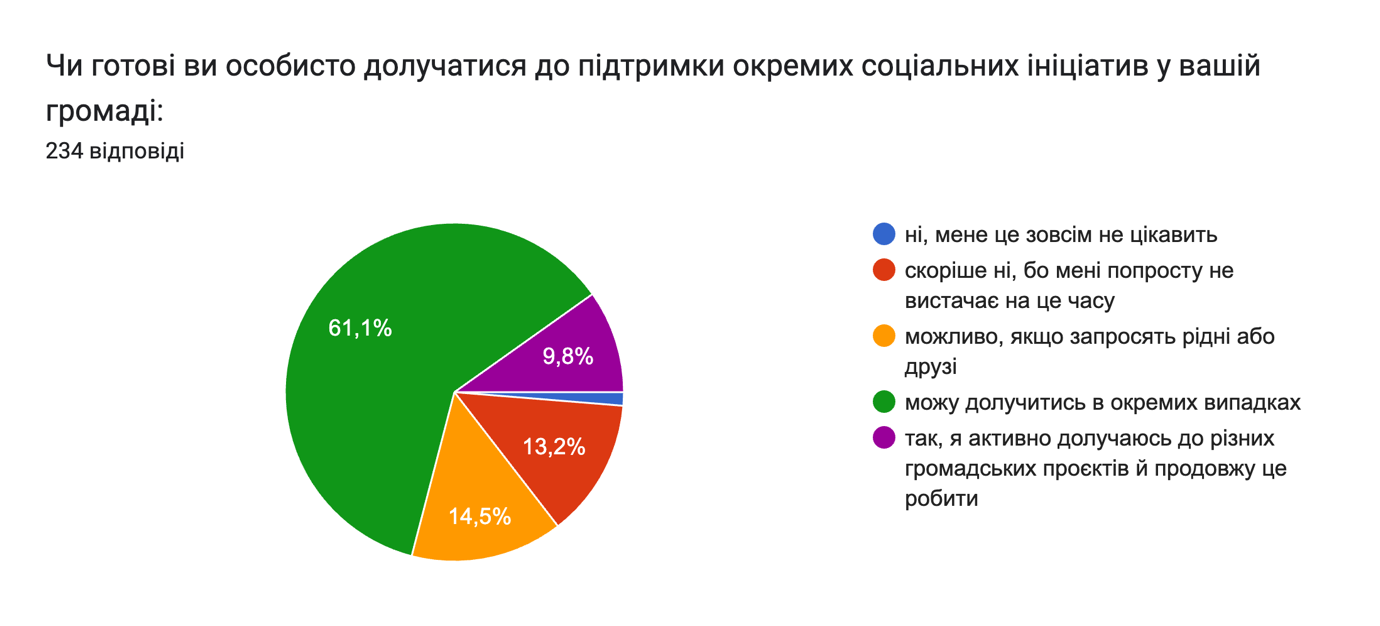 Чи готові ви особисто долучатися до підтримки окремих соціальних ініціатив у вашій
громаді:
234 відповіді
61,1%
9,8%
13,2%
14,5%
ні, мене це зовсім не цікавить
скоріше ні, бо мені попросту не
вистачає на це часу
можливо, якщо запросять рідні або
друзі
можу долучитись в окремих випадках
так, я активно долучаюсь до різних
громадських проєктів й продовжу це
робити